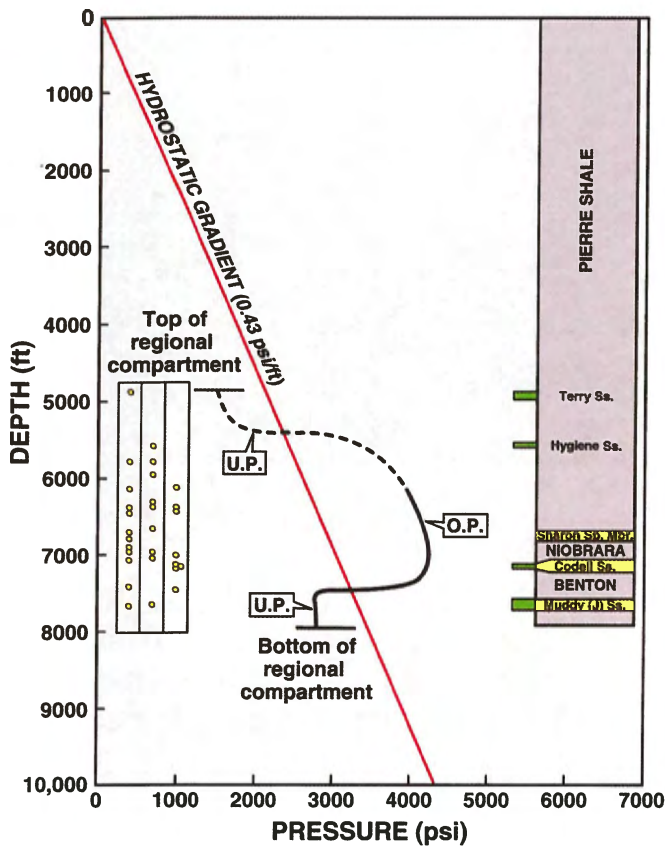 0
1000
2000
3000
4000
5000
6000
7000
8000
9000
10,000
DEPTH (ft)
0
1000
2000
3000
4000
5000
6000
7000
PRESSURE (psi)
HYDROSTATIC GRADIENT (0.43 psi/ft)
Top of
regional
compartment
U.P.
O.P.
U.P.
Bottom of
regional
compartment
PIERRE SHALE
Terry Ss.
Hygiene Ss.
Sharon Sp. Mbr.
NIOBRARA
Codell Ss.
BENTON
Muddy (J) Ss.